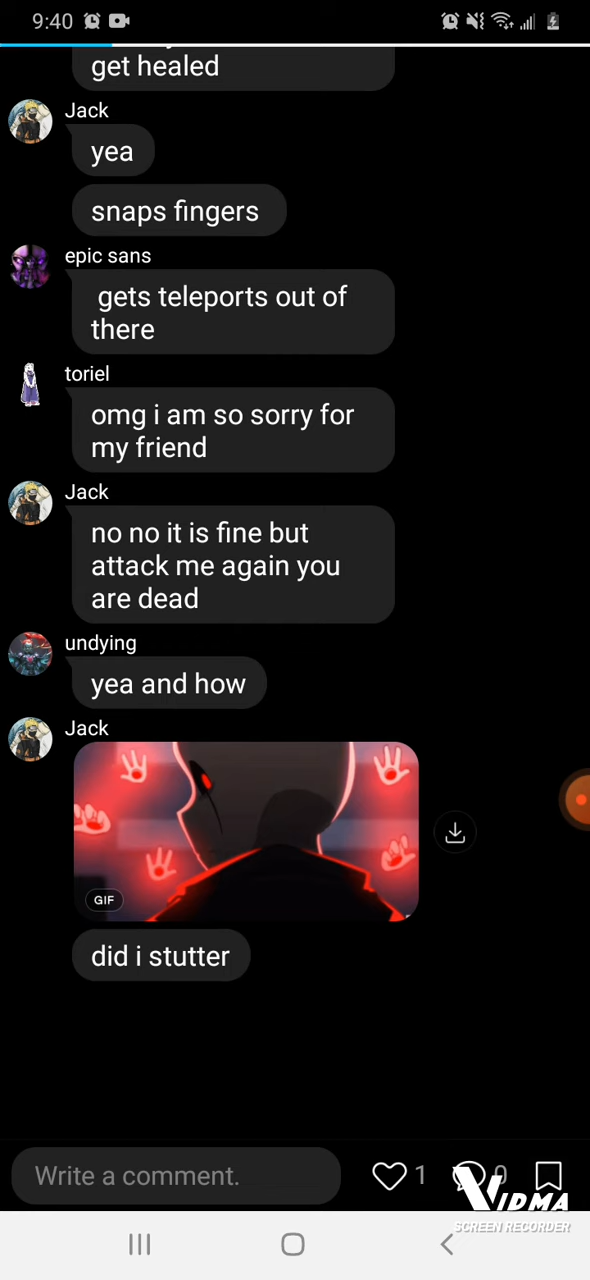 9:40
get healed
Jack
yea
snaps fingers
epic sans
gets teleports out of
there
toriel
omg i am so sorry for
my friend
Jack
no no it is fine but
attack me again you
are dead
undying
yea and how
Jack
GIF
did i stutter
Write a comment.
1
0
VIDMA
SCREEN RECORDER